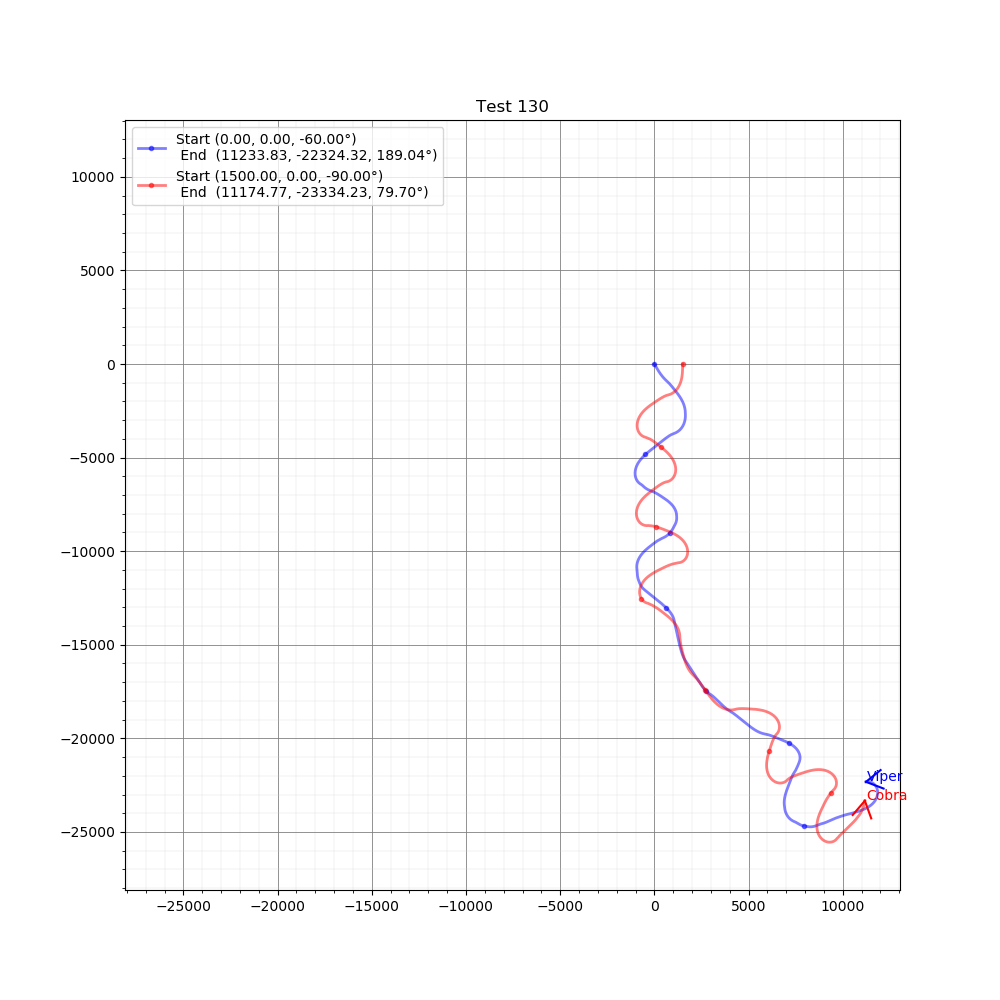 Test 130
Start (0.00, 0.00, -60.00°)
End (11233.83, -22324.32, 189.04°)
Start (1500.00, 0.00, -90.00°)
End (11174.77, -23334.23, 79.70°)
10000
5000
0
−5000
−10000
−15000
−20000
−25000
Viper
Cobra
−25000 −20000 −15000 −10000 −5000 0 5000 10000